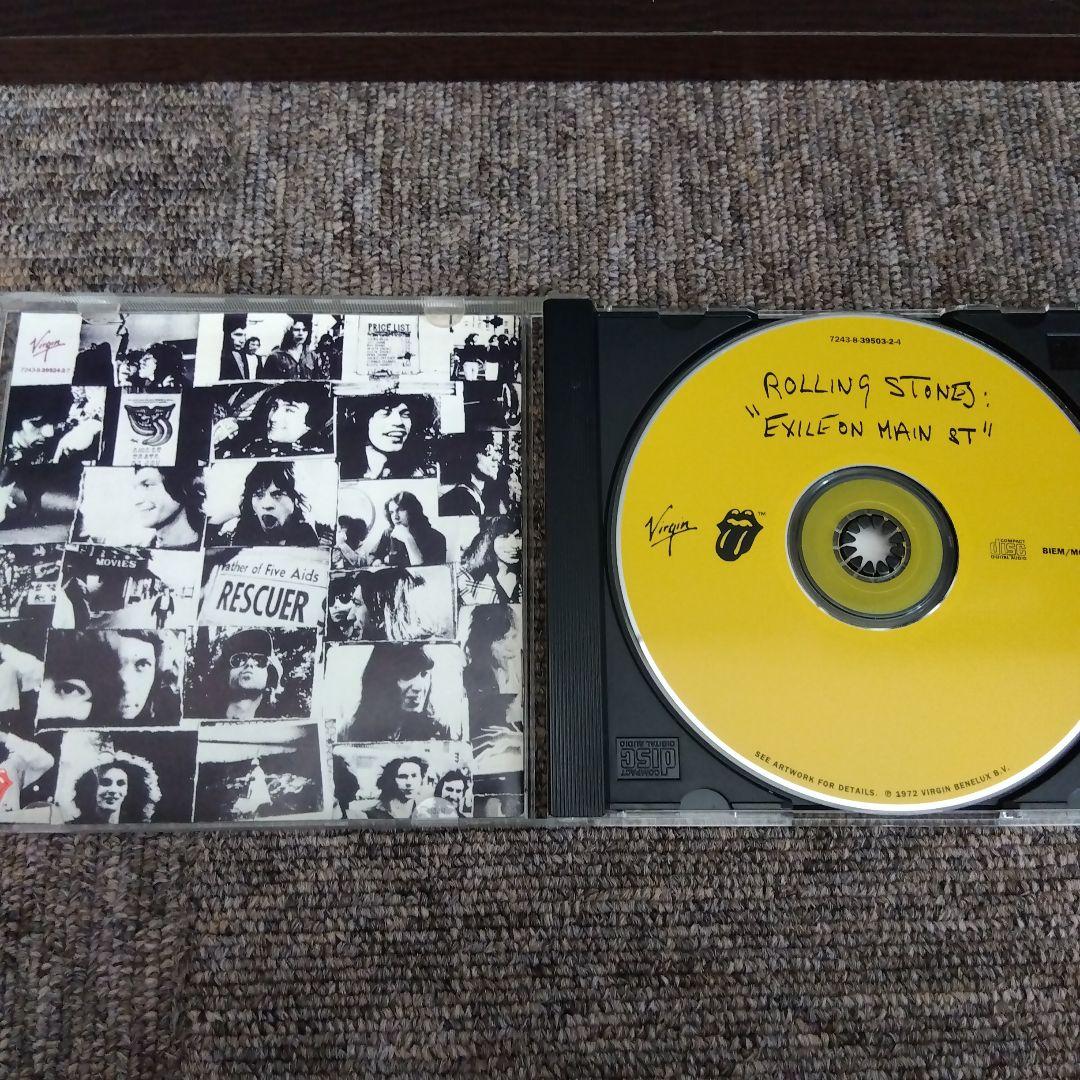 Virgin
7243-8-39524-2-7
PRICE LIST
MOVIES
ather of Five Aids
RESCUER
7243-8-39503-2-4
ROLLING STONES:
"EXILE ON MAIN ST"
Virgin
TM
COMPACT
disc
DIGITAL AUDIO
BIEM/M
SEE ARTWORK FOR DETAILS. ℗ 1972 VIRGIN BENELUX B.V.
COMPACT
disc
DIGITAL AUDIO